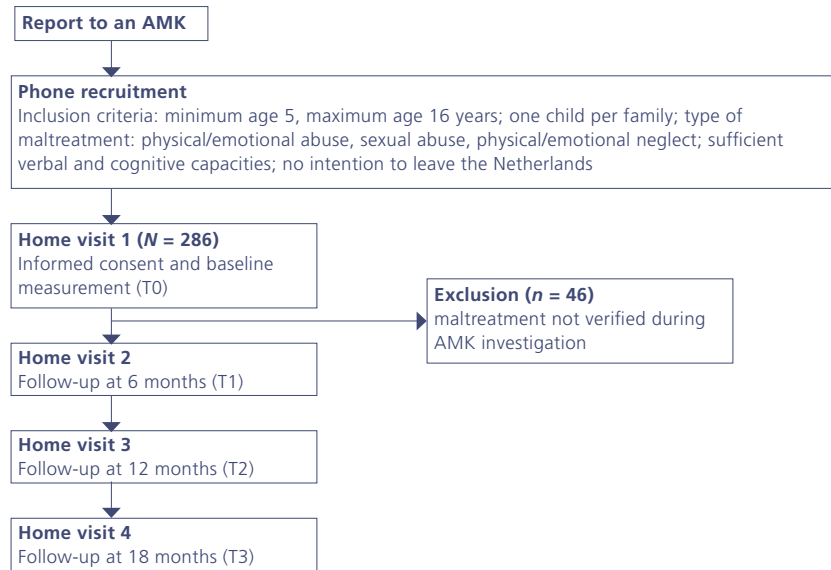 Report to an AMK
Phone recruitment
Inclusion criteria: minimum age 5, maximum age 16 years; one child per family; type of
maltreatment: physical/emotional abuse, sexual abuse, physical/emotional neglect; sufficient
verbal and cognitive capacities; no intention to leave the Netherlands
Home visit 1 (N = 286)
Informed consent and baseline
measurement (T0)
Exclusion (n = 46)
maltreatment not verified during
AMK investigation
Home visit 2
Follow-up at 6 months (T1)
Home visit 3
Follow-up at 12 months (T2)
Home visit 4
Follow-up at 18 months (T3)